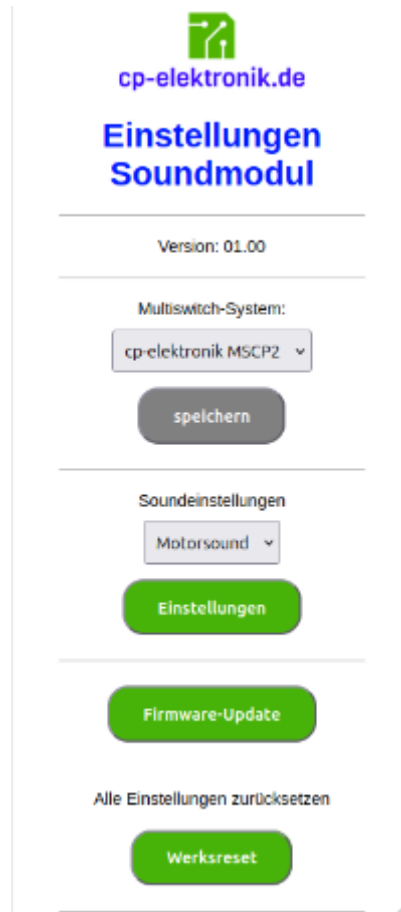 cp-elektronik.de
Einstellungen
Soundmodul
Version: 01.00
Multiswitch-System:
cp-elektronik MSCP2
speichern
Soundeinstellungen
Motorsound
Einstellungen
Firmware-Update
Alle Einstellungen zurücksetzen
Werksreset